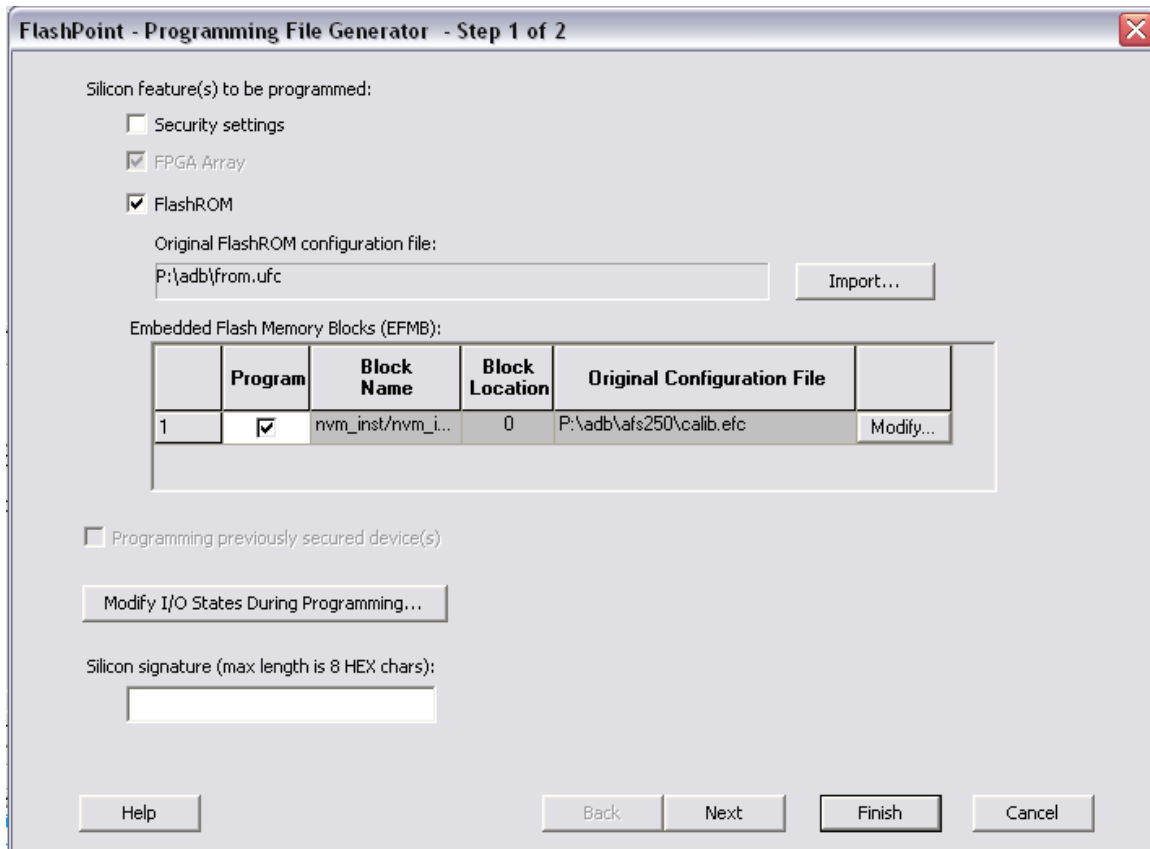 FlashPoint - Programming File Generator - Step 1 of 2
Silicon feature(s) to be programmed:
Security settings
FPGA Array
FlashROM
Original FlashROM configuration file:
P:\adb\from.ufc
Import...
Embedded Flash Memory Blocks (EFMB):
Program Block Name Block Location Original Configuration File
1 nvm_inst/nvm_i... 0 P:\adb\afs250\calib.efc Modify...
Programming previously secured device(s)
Modify I/O States During Programming...
Silicon signature (max length is 8 HEX chars):
Help Back Next Finish Cancel